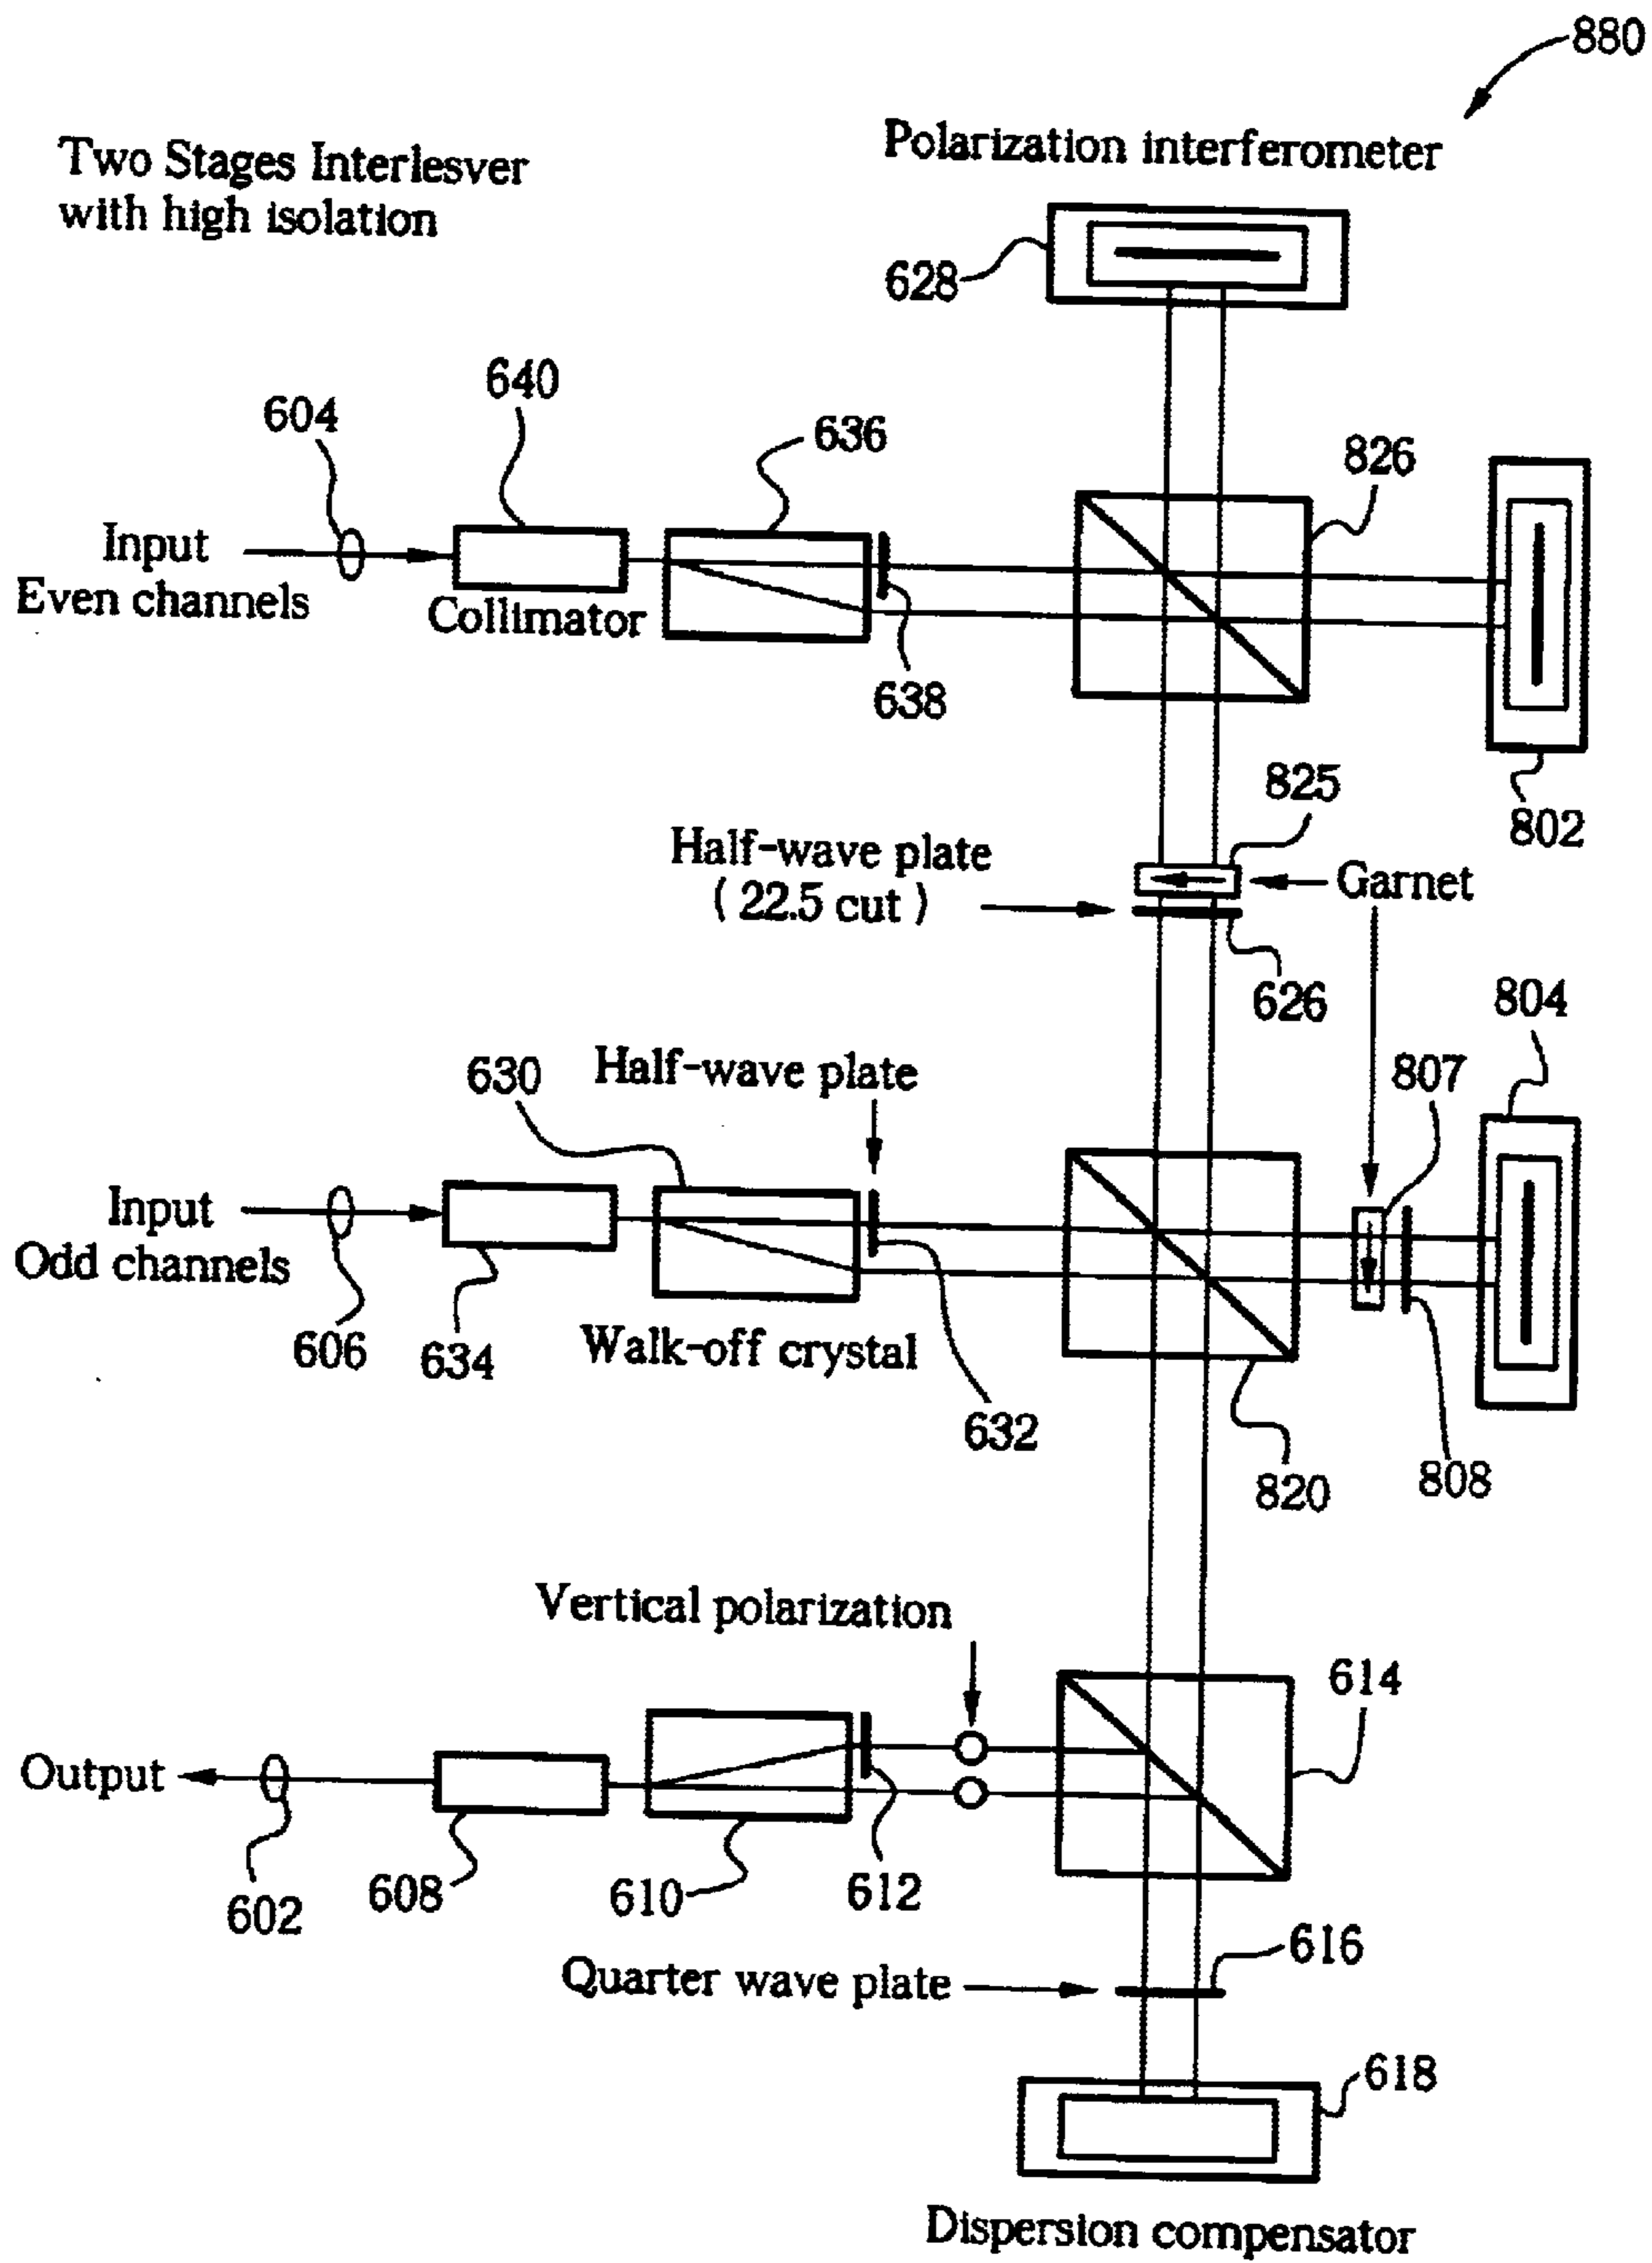 880
Two Stages Interlesver
with high isolation
Polarization interferometer
628
640
604
636
826
Input
Even channels
Collimator
638
802
825
Half-wave plate
( 22.5 cut )
Garnet
626
804
630
Half-wave plate
807
Input
Odd channels
606
634
Walk-off crystal
632
820
808
Vertical polarization
614
Output
602
608
610
612
616
Quarter wave plate
618
Dispersion compensator